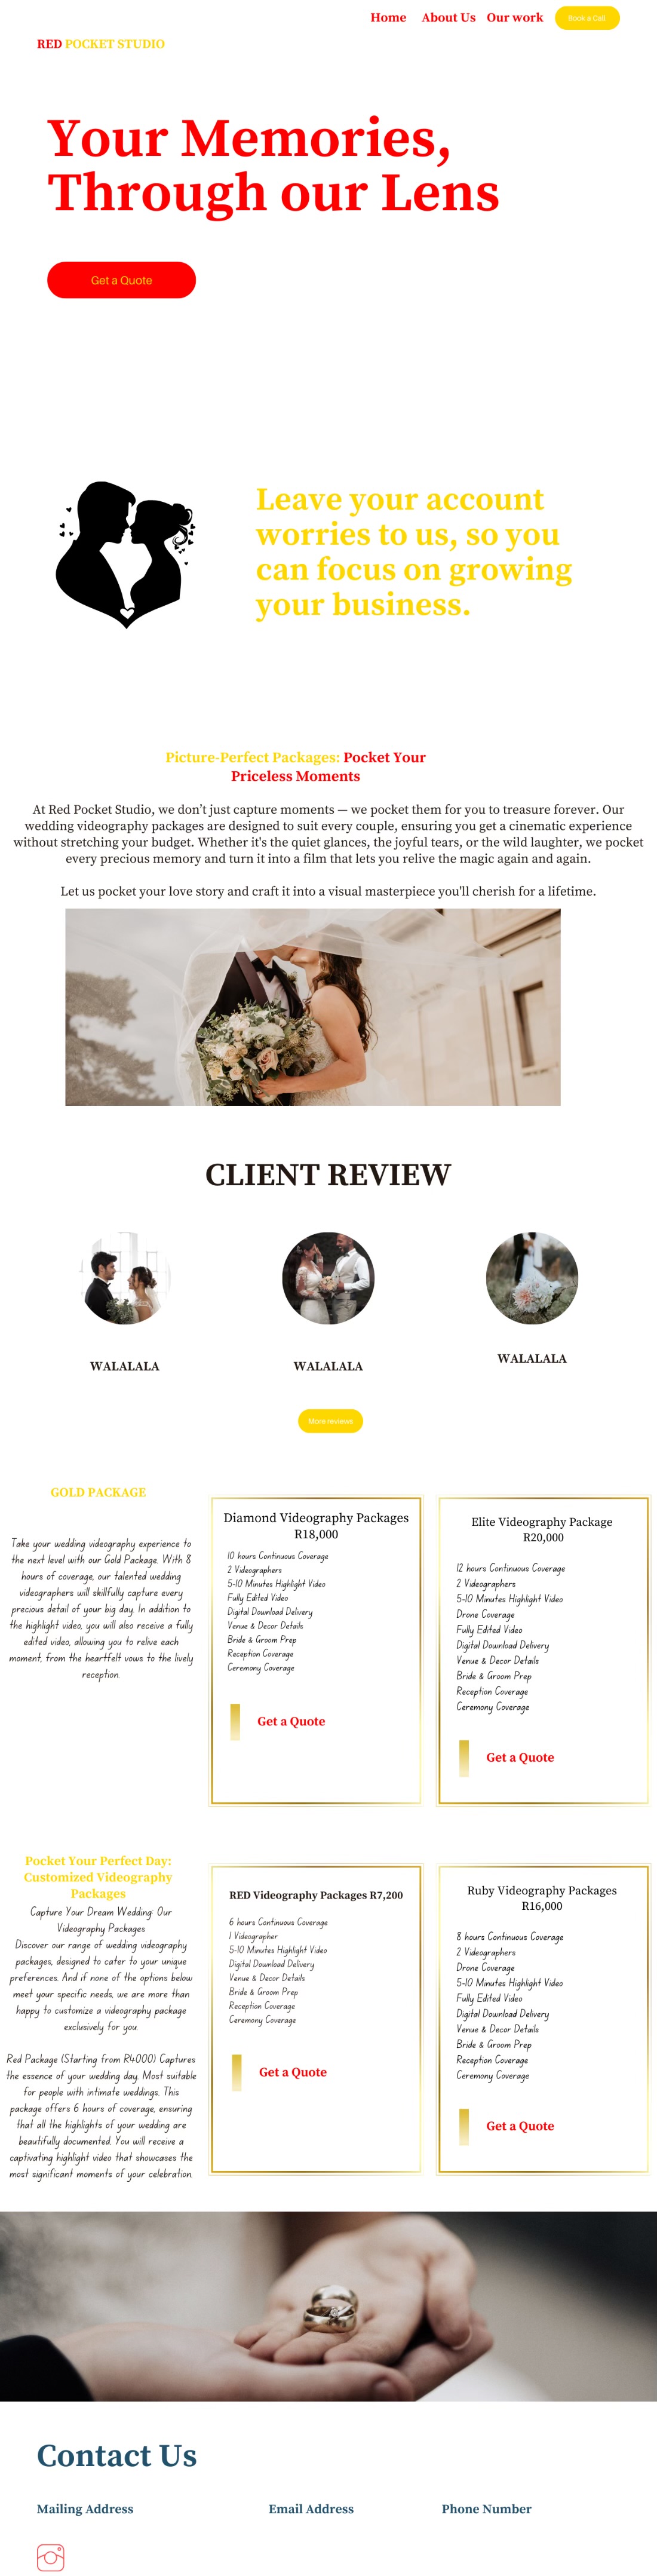 Home About Us Our work Book a Call
RED POCKET STUDIO
Your Memories,
Through our Lens
Get a Quote
Leave your account
worries to us, so you
can focus on growing
your business.
Picture-Perfect Packages: Pocket Your
Priceless Moments
At Red Pocket Studio, we don’t just capture moments — we pocket them for you to treasure forever. Our
wedding videography packages are designed to suit every couple, ensuring you get a cinematic experience
without stretching your budget. Whether it's the quiet glances, the joyful tears, or the wild laughter, we pocket
every precious memory and turn it into a film that lets you relive the magic again and again.
Let us pocket your love story and craft it into a visual masterpiece you'll cherish for a lifetime.
CLIENT REVIEW
WALALALA
WALALALA
WALALALA
More reviews
GOLD PACKAGE
Take your wedding videography experience to
the next level with our Gold Package. With 8
hours of coverage, our talented wedding
videographers will skillfully capture every
precious detail of your big day. In addition to
the highlight video, you will also receive a fully
edited video, allowing you to relive each
moment, from the heartfelt vows to the lively
reception.
Diamond Videography Packages
R18,000
10 hours Continuous Coverage
2 Videographers
5-10 Minutes Highlight Video
Fully Edited Video
Digital Download Delivery
Venue & Decor Details
Bride & Groom Prep
Reception Coverage
Ceremony Coverage
Get a Quote
Elite Videography Package
R20,000
12 hours Continuous Coverage
2 Videographers
5-10 Minutes Highlight Video
Drone Coverage
Fully Edited Video
Digital Download Delivery
Venue & Decor Details
Bride & Groom Prep
Reception Coverage
Ceremony Coverage
Get a Quote
Pocket Your Perfect Day:
Customized Videography
Packages
Capture Your Dream Wedding: Our
Videography Packages
Discover our range of wedding videography
packages, designed to cater to your unique
preferences. And if none of the options below
meet your specific needs, we are more than
happy to customize a videography package
exclusively for you.
Red Package (Starting from R4000) Captures
the essence of your wedding day. Most suitable
for people with intimate weddings. This
package offers 6 hours of coverage, ensuring
that all the highlights of your wedding are
beautifully documented. You will receive a
captivating highlight video that showcases the
most significant moments of your celebration.
RED Videography Packages R7,200
6 hours Continuous Coverage
1 Videographer
5-10 Minutes Highlight Video
Digital Download Delivery
Venue & Decor Details
Bride & Groom Prep
Reception Coverage
Ceremony Coverage
Get a Quote
Ruby Videography Packages
R16,000
8 hours Continuous Coverage
2 Videographers
Drone Coverage
5-10 Minutes Highlight Video
Fully Edited Video
Digital Download Delivery
Venue & Decor Details
Bride & Groom Prep
Reception Coverage
Ceremony Coverage
Get a Quote
Contact Us
Mailing Address Email Address Phone Number